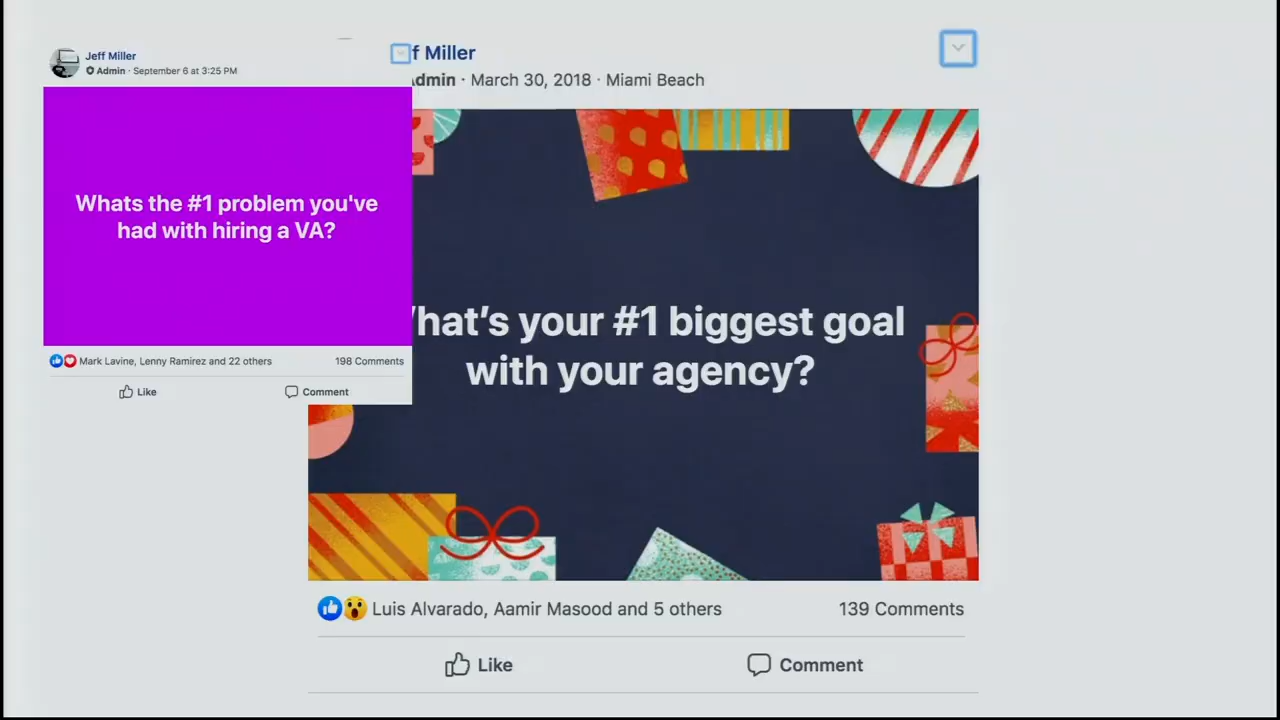 Jeff Miller
Admin · September 6 at 3:25 PM
Whats the #1 problem you've
had with hiring a VA?
Mark Lavine, Lenny Ramirez and 22 others
198 Comments
Like
Comment
f Miller
dmin · March 30, 2018 · Miami Beach
hat's your #1 biggest goal
with your agency?
Luis Alvarado, Aamir Masood and 5 others
139 Comments
Like
Comment